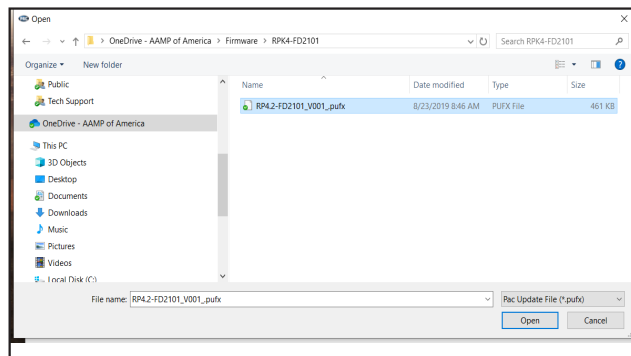 Open
OneDrive - AAMP of America > Firmware > RPK4-FD2101
Search RPK4-FD2101
Organize
New folder
Name
Date modified
Type
Size
Public
Tech Support
OneDrive - AAMP of America
This PC
3D Objects
Desktop
Documents
Downloads
Music
Pictures
Videos
Local Disk (C:)
RP4.2-FD2101_V001_.pufx
8/23/2019 8:46 AM
PUFX File
461 KB
File name:
RP4.2-FD2101_V001_.pufx
Pac Update File (*.pufx)
Open
Cancel